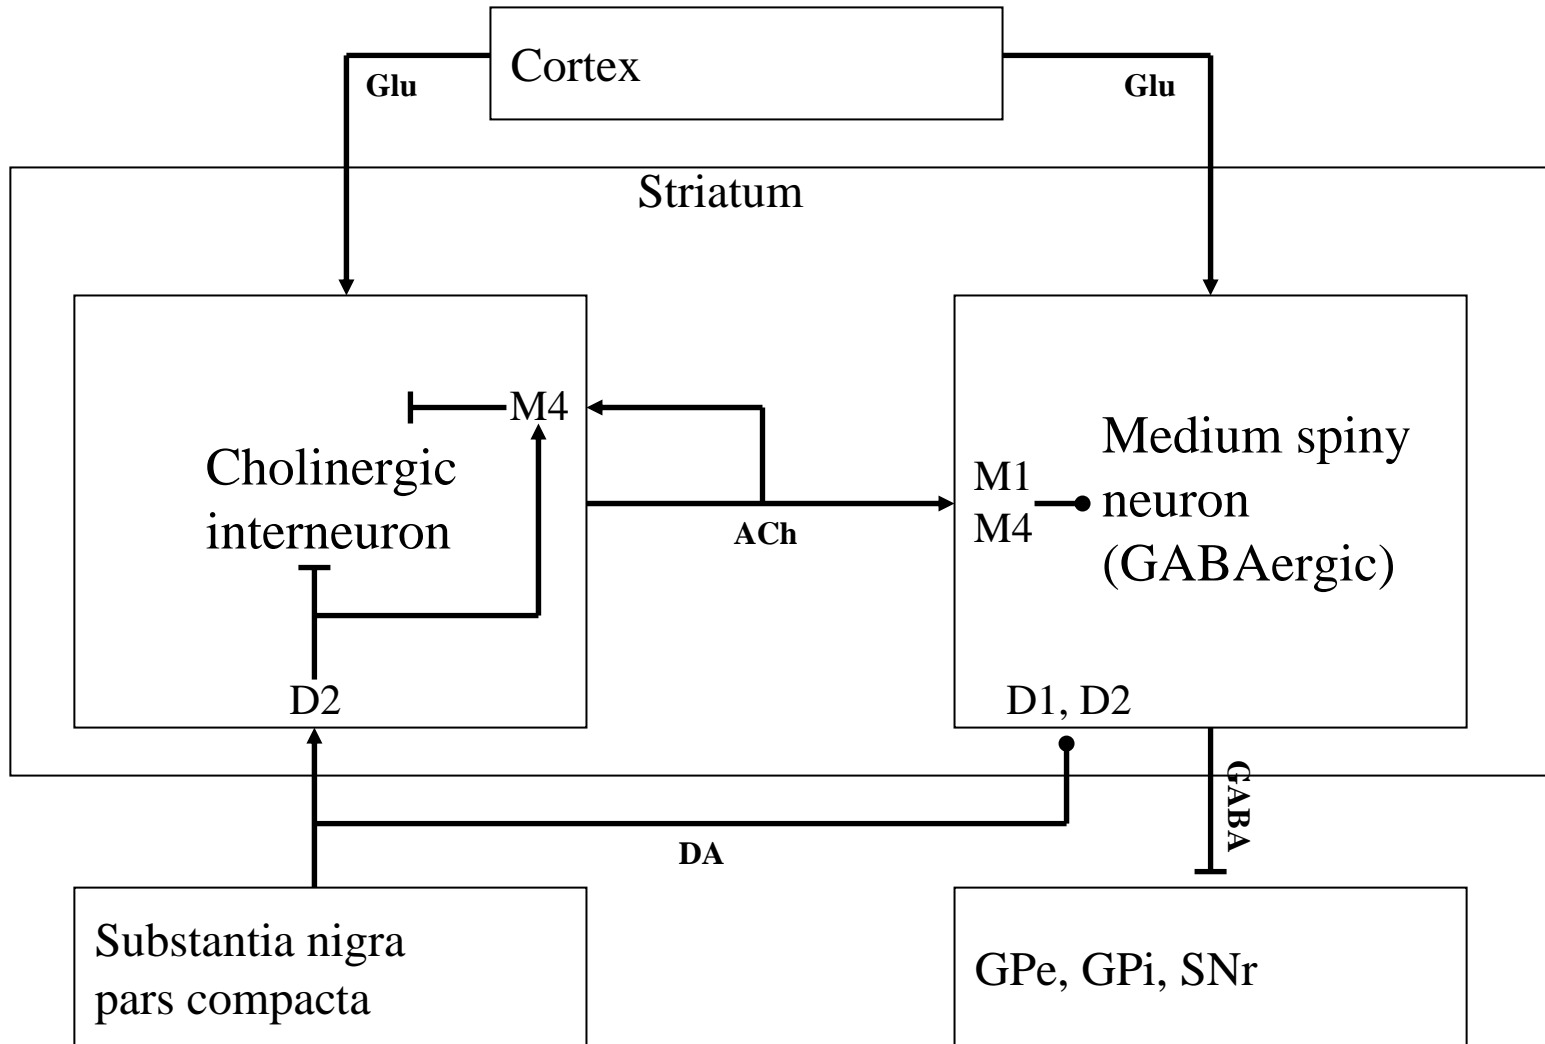 Cortex
Glu
Glu
Striatum
M4
Cholinergic
interneuron
D2
ACh
M1
M4
Medium spiny
neuron
(GABAergic)
D1, D2
GABA
DA
Substantia nigra
pars compacta
GPe, GPi, SNr